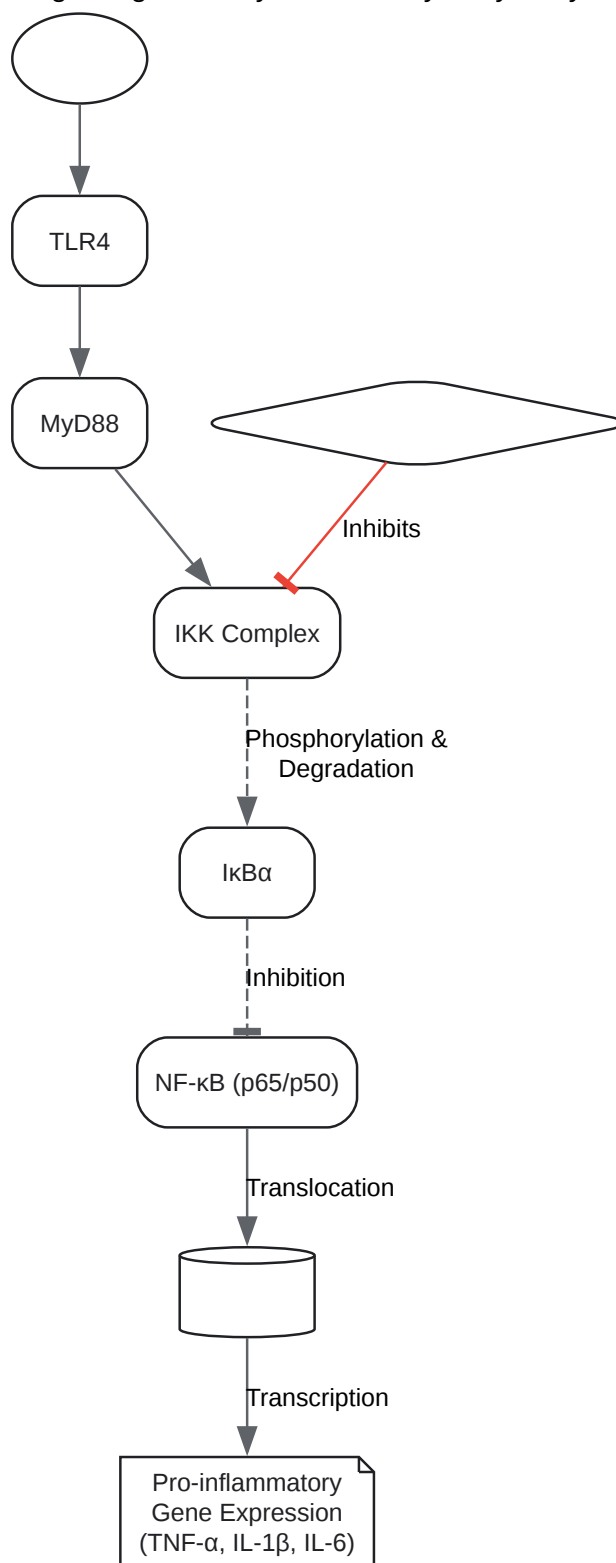 TLR4
MyD88
Inhibits
IKK Complex
Phosphorylation &
Degradation
IκBα
Inhibition
NF-κB (p65/p50)
Translocation
Transcription
Pro-inflammatory
Gene Expression
(TNF-α, IL-1β, IL-6)